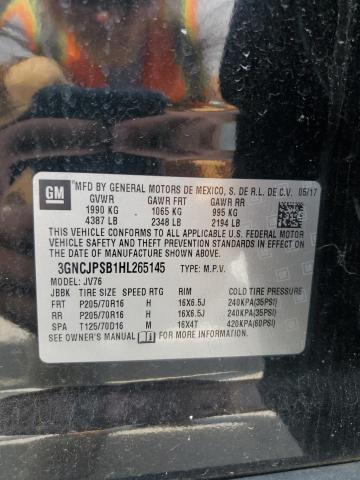 GM
MFD BY GENERAL MOTORS DE MEXICO, S. DE R.L. DE C.V. 05/17
GVWR GAWR FRT GAWR RR
1990 KG 1065 KG 995 KG
4387 LB 2348 LB 2194 LB
THIS VEHICLE CONFORMS TO ALL APPLICABLE U.S. FEDERAL MOTOR
VEHICLE SAFETY, BUMPER, AND THEFT PREVENTION
STANDARDS IN EFFECT ON
THE DATE OF MANUFACTURE SHOWN ABOVE.
3GNCJPSB1HL265145 TYPE: M.P.V.
MODEL: JV76
JBBK TIRE SIZE SPEED RTG RIM COLD TIRE PRESSURE
FRT P205/70R16 H 16X6.5J 240KPA(35PSI)
RR P205/70R16 H 16X6.5J 240KPA(35PSI)
SPA T125/70D16 M 16X4T 420KPA(60PSI)
SEE OWNER'S MANUAL FOR MORE INFORMATION.